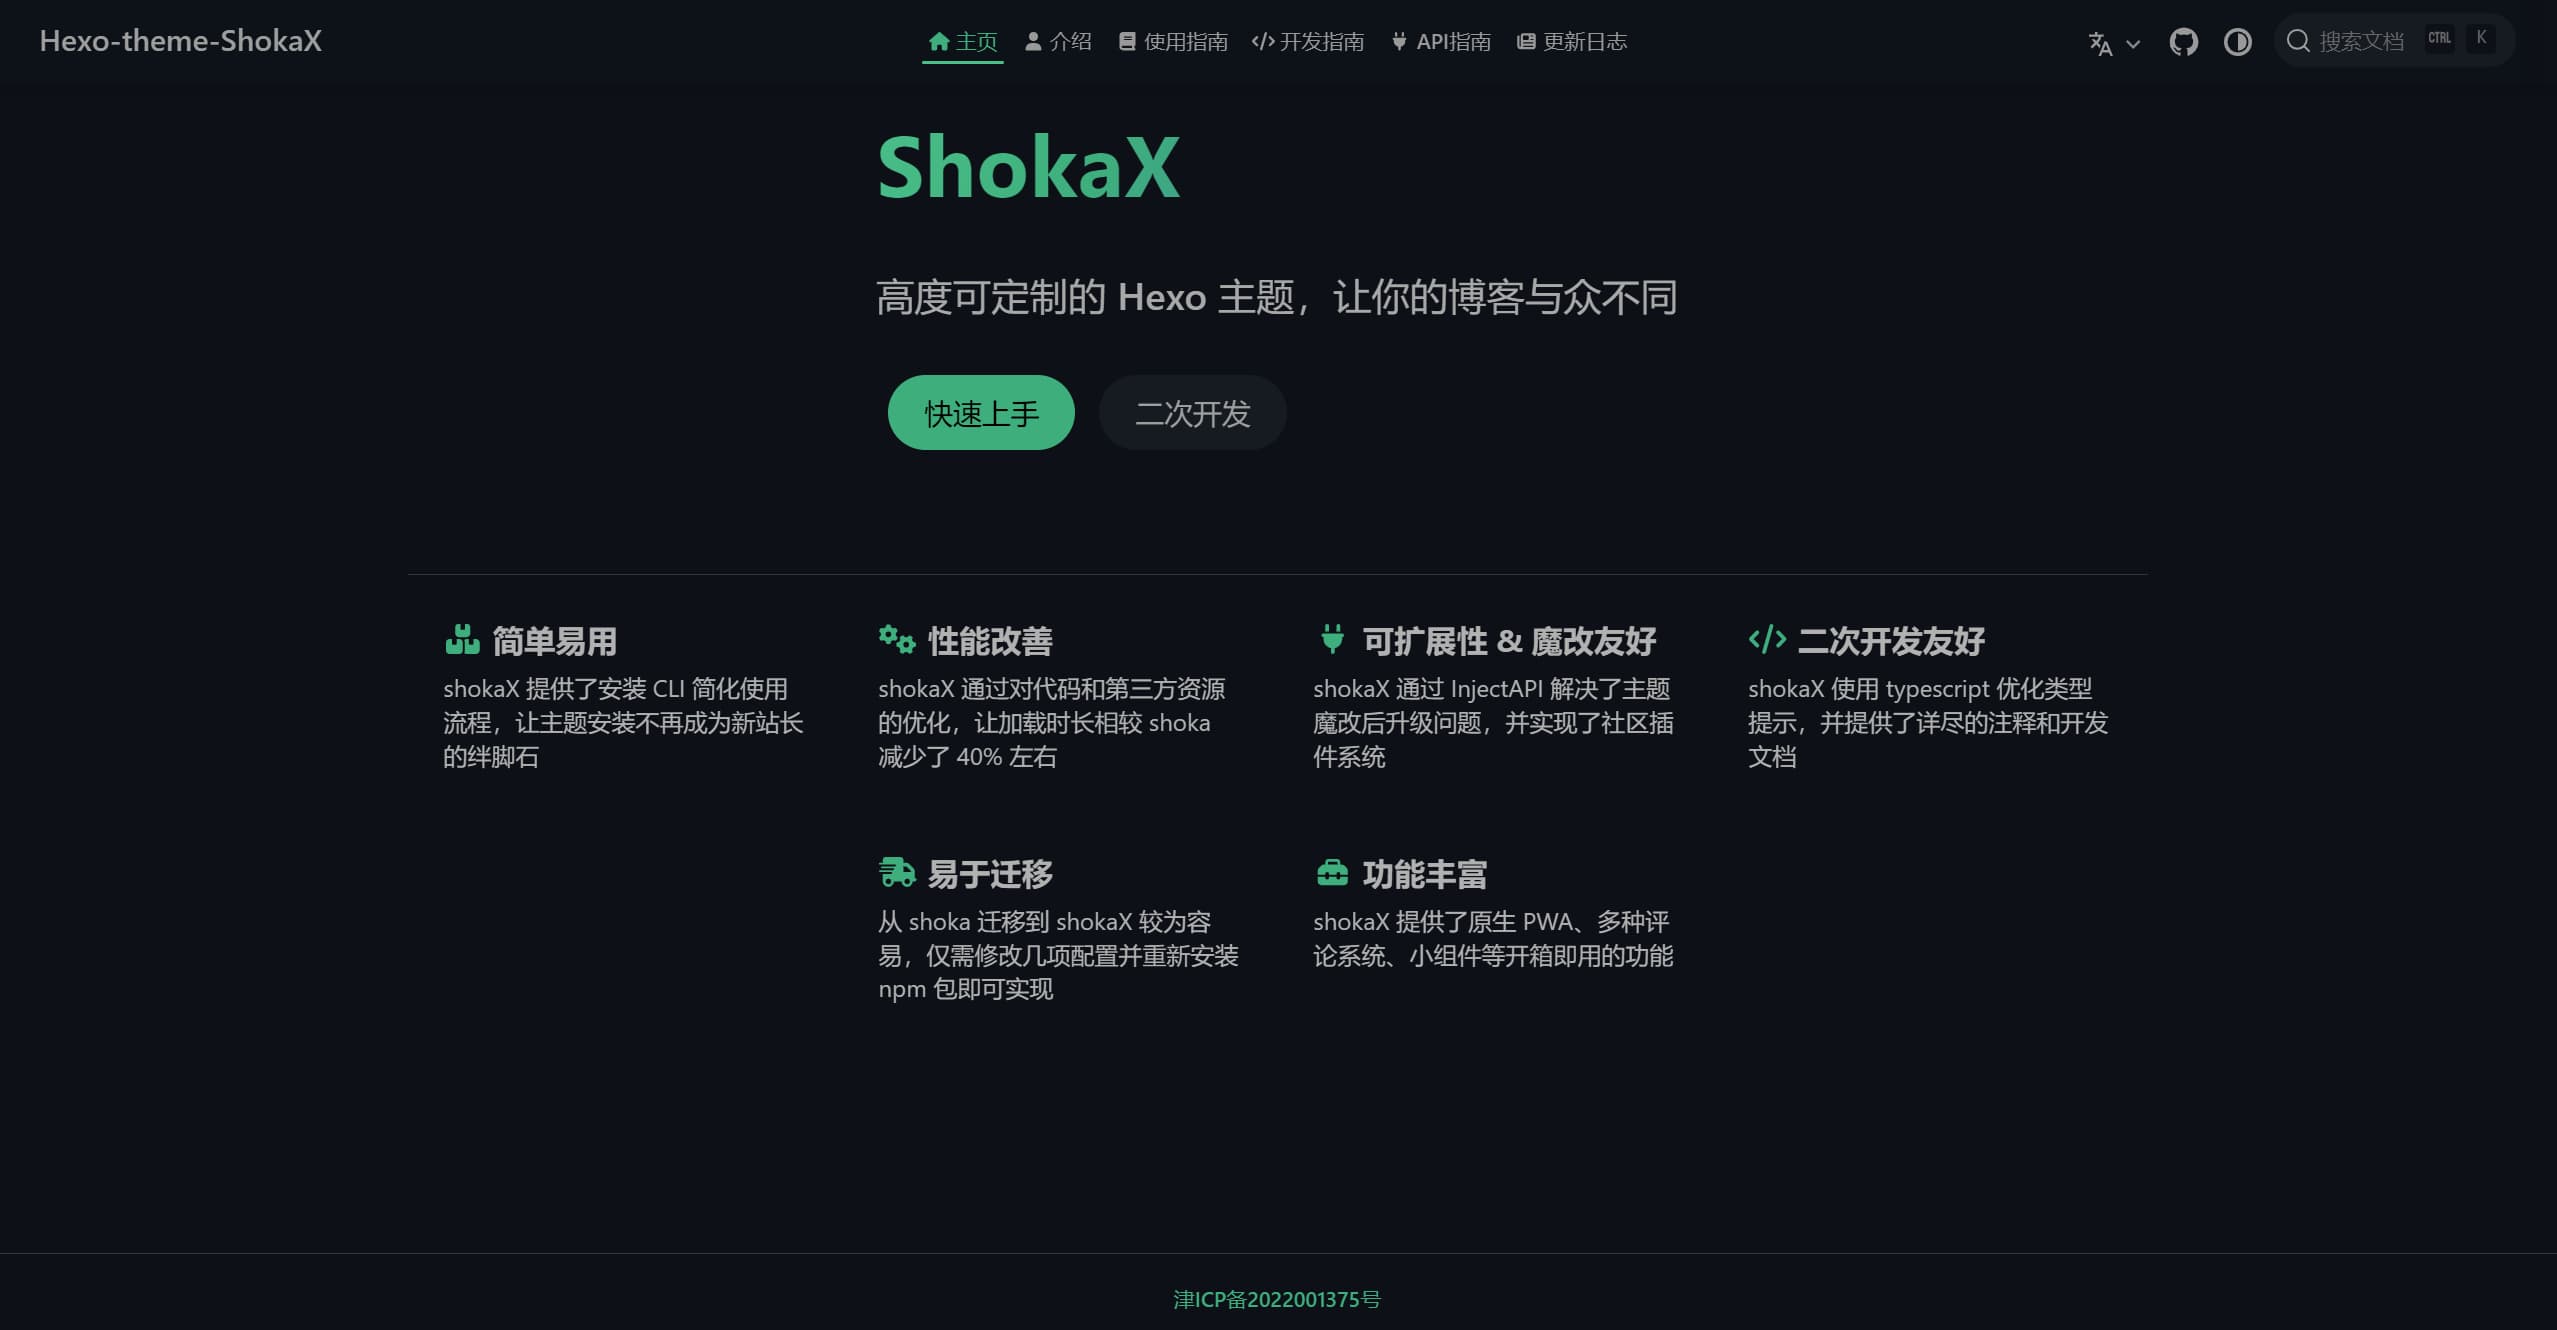 Hexo-theme-ShokaX
主页
介绍
使用指南
开发指南
API指南
更新日志
搜索文档
CTRL
K
ShokaX
高度可定制的 Hexo 主题，让你的博客与众不同
快速上手
二次开发
简单易用
shokaX 提供了安装 CLI 简化使用
流程，让主题安装不再成为新站长
的绊脚石
性能改善
shokaX 通过对代码和第三方资源
的优化，让加载时长相较 shoka
减少了 40% 左右
可扩展性 & 魔改友好
shokaX 通过 InjectAPI 解决了主题
魔改后升级问题，并实现了社区插
件系统
二次开发友好
shokaX 使用 typescript 优化类型
提示，并提供了详尽的注释和开发
文档
易于迁移
从 shoka 迁移到 shokaX 较为容
易，仅需修改几项配置并重新安装
npm 包即可实现
功能丰富
shokaX 提供了原生 PWA、多种评
论系统、小组件等开箱即用的功能
津ICP备2022001375号